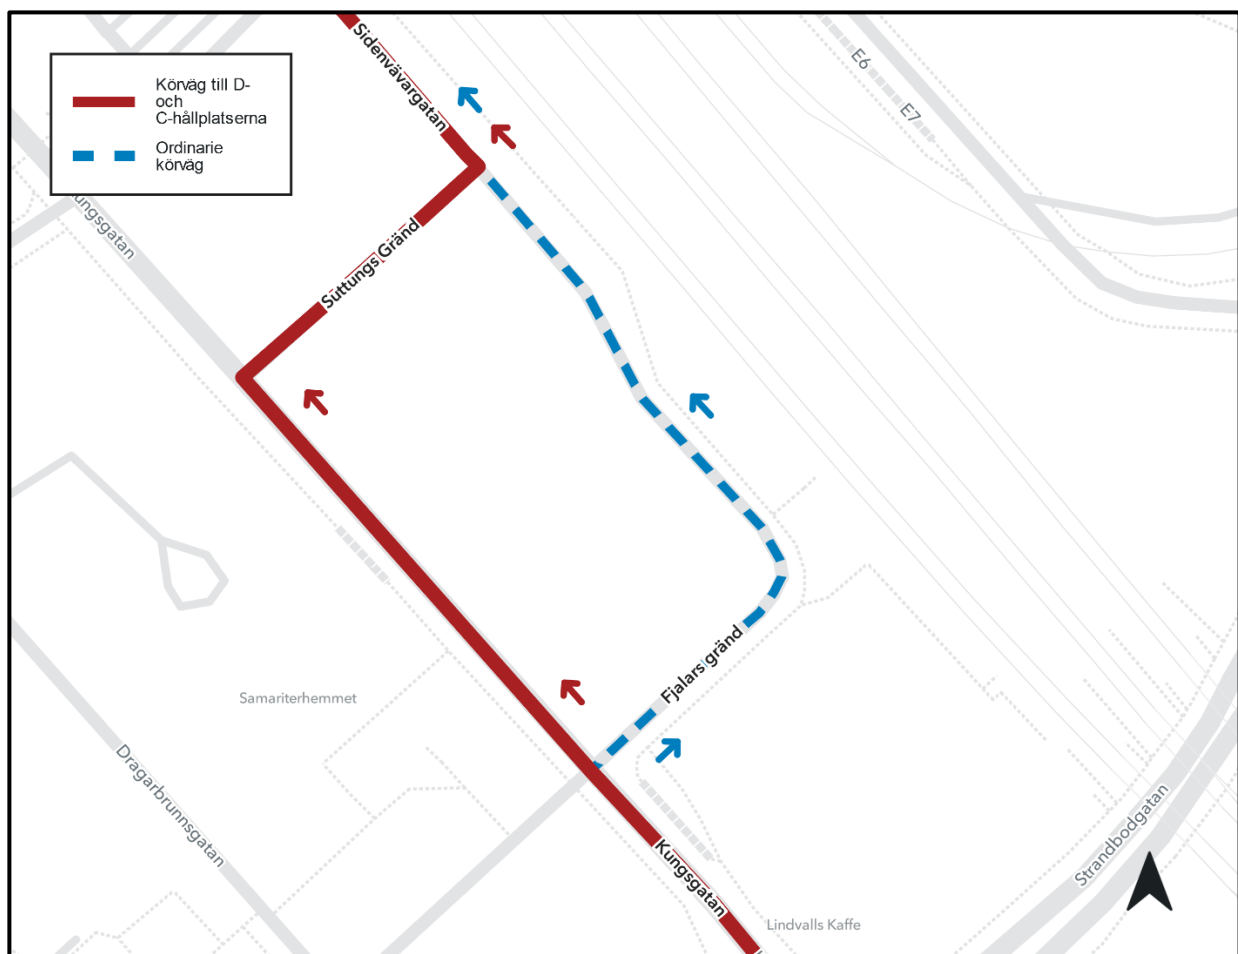 Körväg till D-
och
C-hållplatserna
Ordinarie
körväg
Sidenvävargatan
E6
E7
ungsgatan
Suttungs Gränd
Fjalars gränd
Samariterhemmet
Dragarbrunnsgatan
Kungsgatan
Strandbodgatan
Lindvalls Kaffe